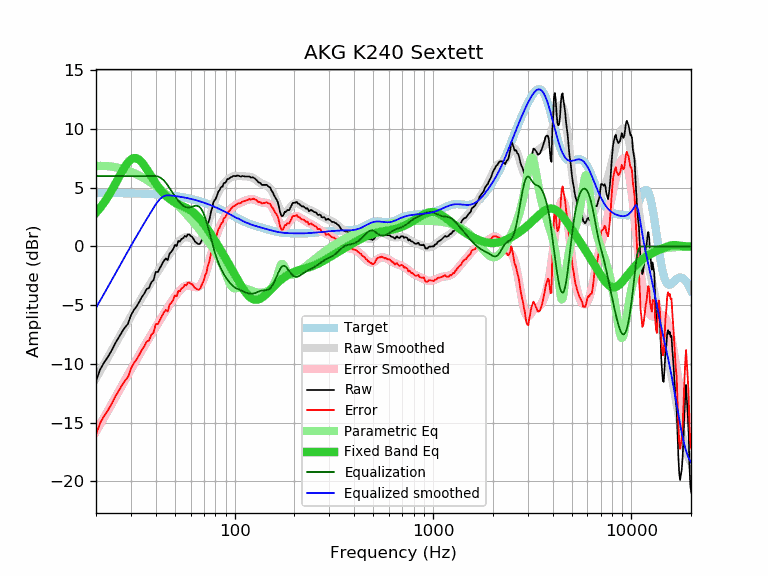 AKG K240 Sextett
15
10
5
0
−5
−10
−15
−20
Amplitude (dBr)
Target
Raw Smoothed
Error Smoothed
Raw
Error
Parametric Eq
Fixed Band Eq
Equalization
Equalized smoothed
100
1000
10000
Frequency (Hz)